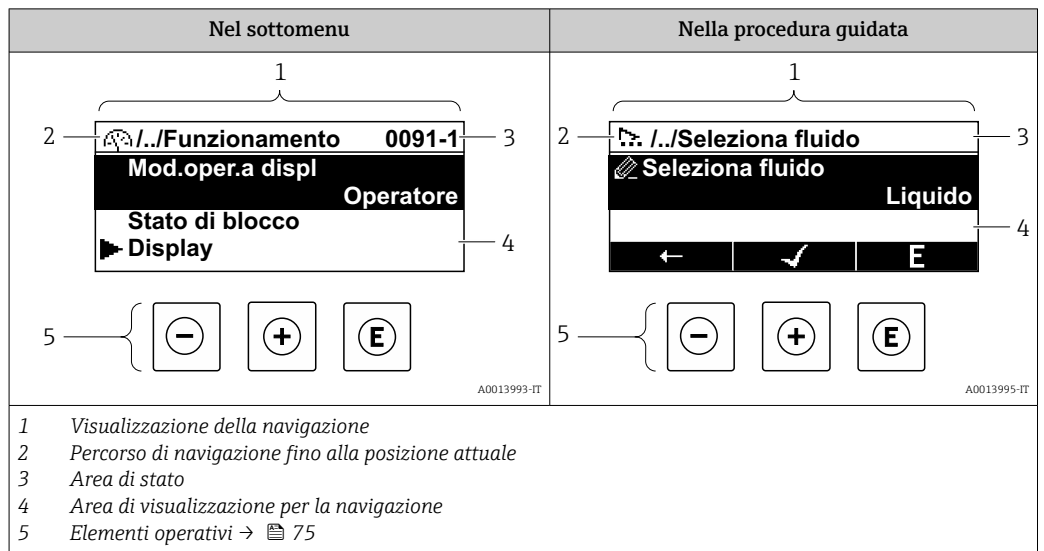 Nel sottomenu
1
2
/../Funzionamento 0091-1
3
Mod.oper.a displ
Operatore
Stato di blocco
Display
4
5
- + E
A0013993-IT
Nella procedura guidata
1
2
/../Seleziona fluido
3
Seleziona fluido
Liquido
4
← ✓ E
5
- + E
A0013995-IT
1 Visualizzazione della navigazione
2 Percorso di navigazione fino alla posizione attuale
3 Area di stato
4 Area di visualizzazione per la navigazione
5 Elementi operativi → 75